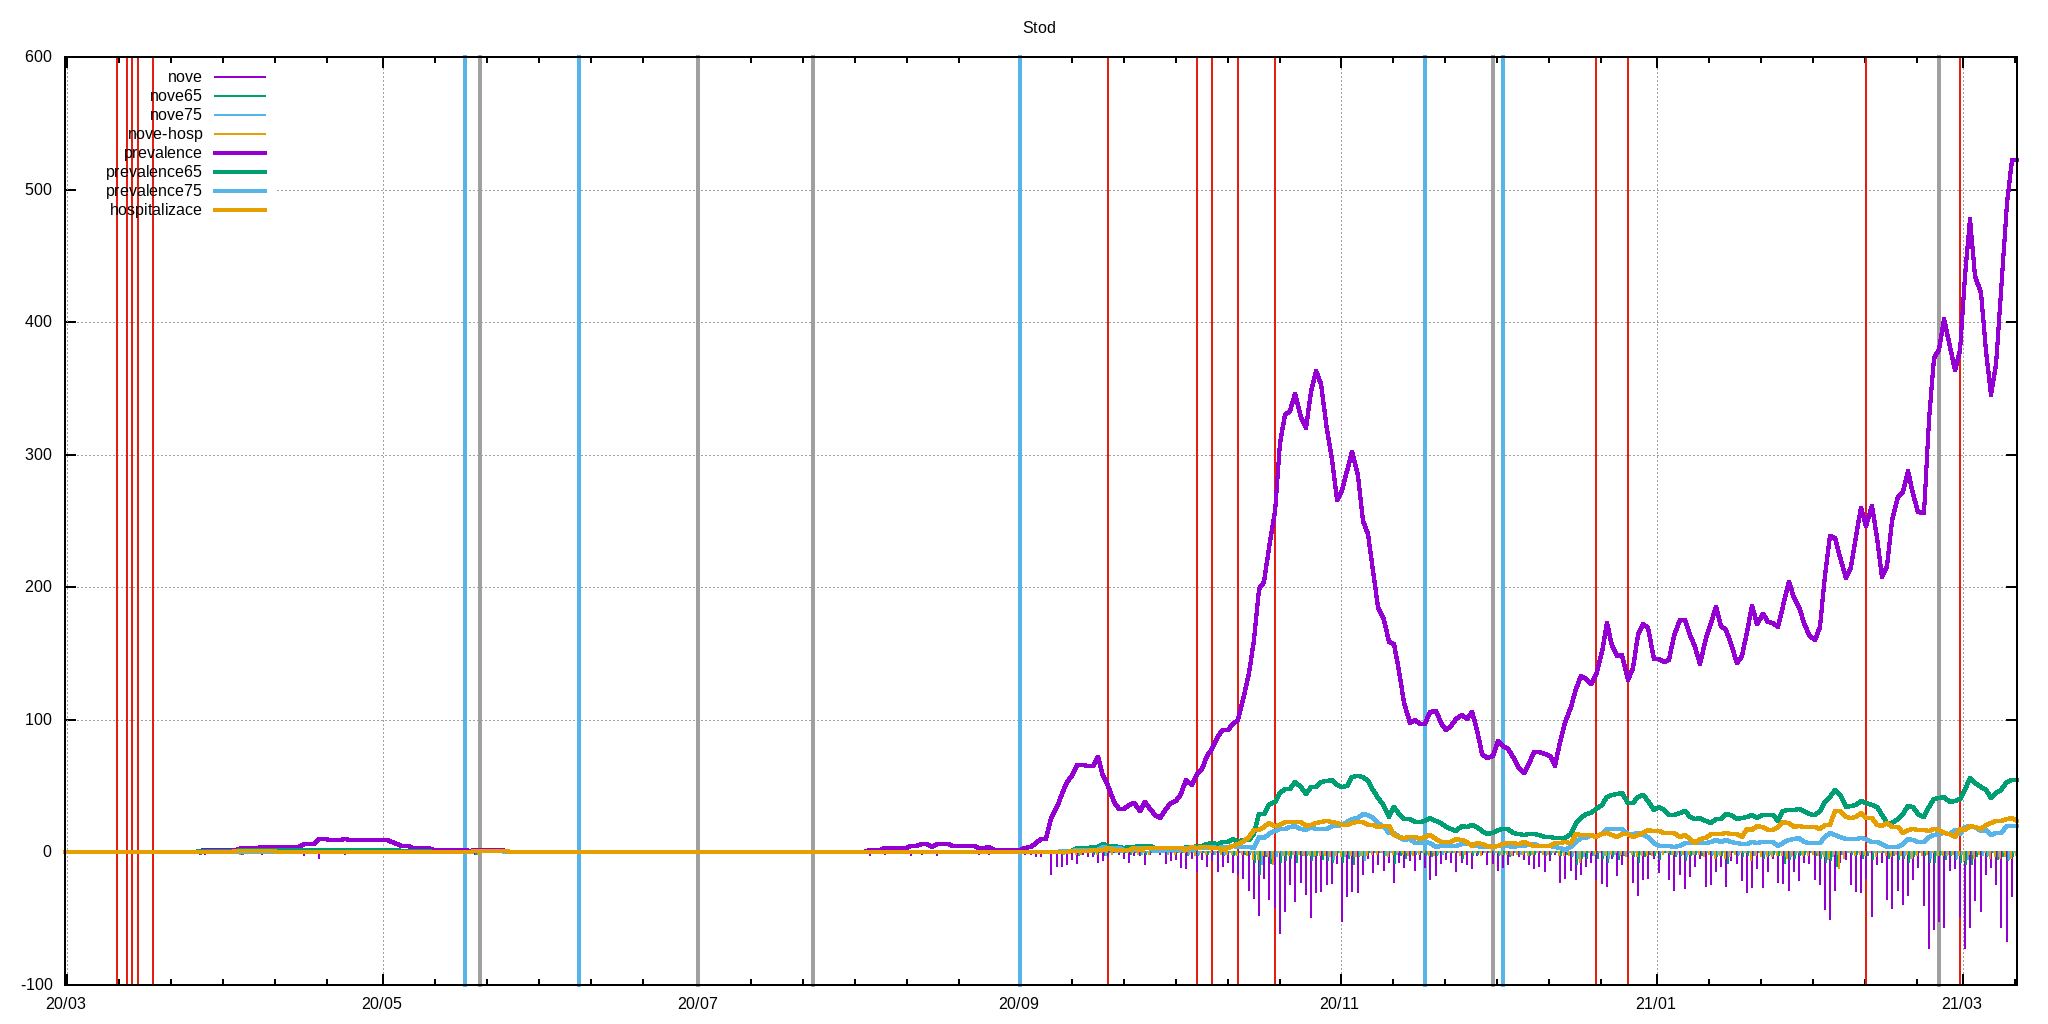 Stod
600
500
400
300
200
100
0
-100
nove
nove65
nove75
nove-hosp
prevalence
prevalence65
prevalence75
hospitalizace
20/03 20/05 20/07 20/09 20/11 21/01 21/03